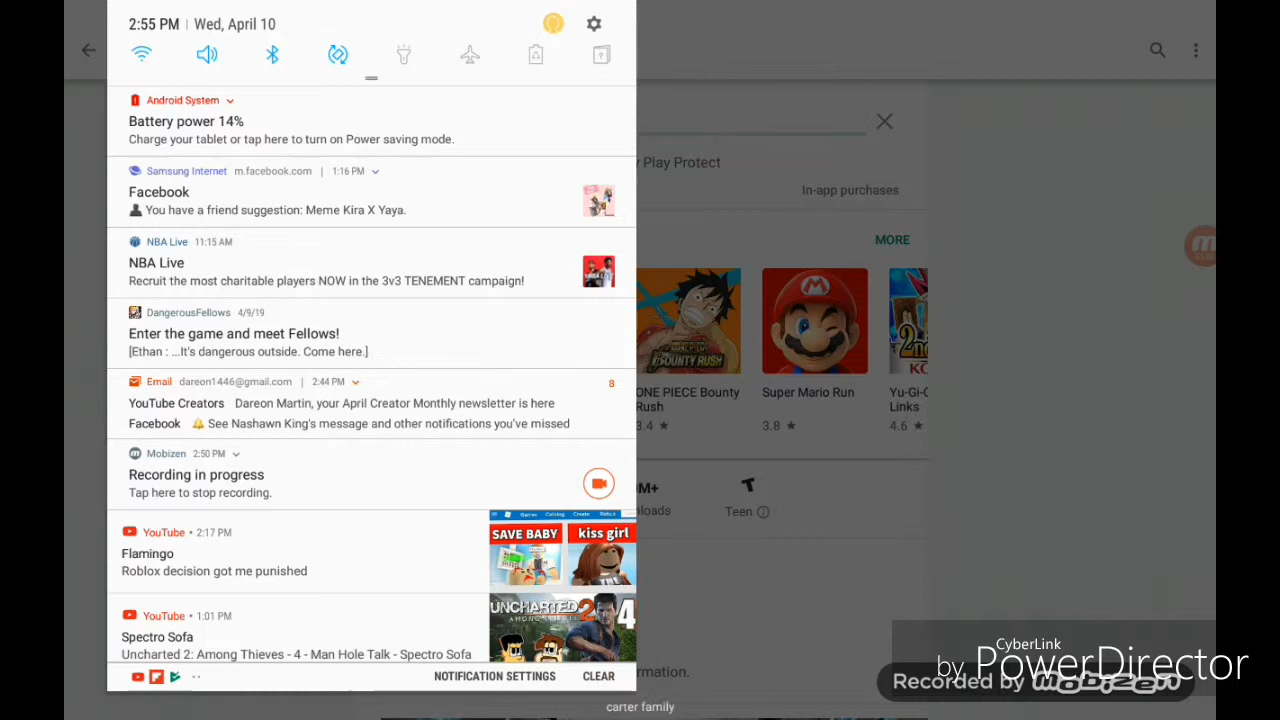 2:55 PM | Wed, April 10
Android System
Battery power 14%
Charge your tablet or tap here to turn on Power saving mode.
Samsung Internet m.facebook.com | 1:16 PM
Facebook
You have a friend suggestion: Meme Kira X Yaya.
NBA Live 11:15 AM
NBA Live
Recruit the most charitable players NOW in the 3v3 TENEMENT campaign!
DangerousFellows 4/9/19
Enter the game and meet Fellows!
[Ethan : ...It's dangerous outside. Come here.]
Email dareon1446@gmail.com | 2:44 PM 8
YouTube Creators Dareon Martin, your April Creator Monthly newsletter is here
Facebook 🔔 See Nashawn King's message and other notifications you've missed
Mobizen 2:50 PM
Recording in progress
Tap here to stop recording.
YouTube • 2:17 PM
Flamingo
Roblox decision got me punished
SAVE BABY kiss girl
YouTube • 1:01 PM
Spectro Sofa
Uncharted 2: Among Thieves - 4 - Man Hole Talk - Spectro Sofa
UNCHARTED 2
AMONG THIEVES
4
NOTIFICATION SETTINGS CLEAR
Play Protect
In-app purchases
MORE
BOUNTY RUSH
ONE PIECE Bounty
Rush
3.4 ★
Super Mario Run
3.8 ★
2nd
Links
4.6 ★
M+
Teen
carter family
CyberLink
by PowerDirector
Recorded by mobizen